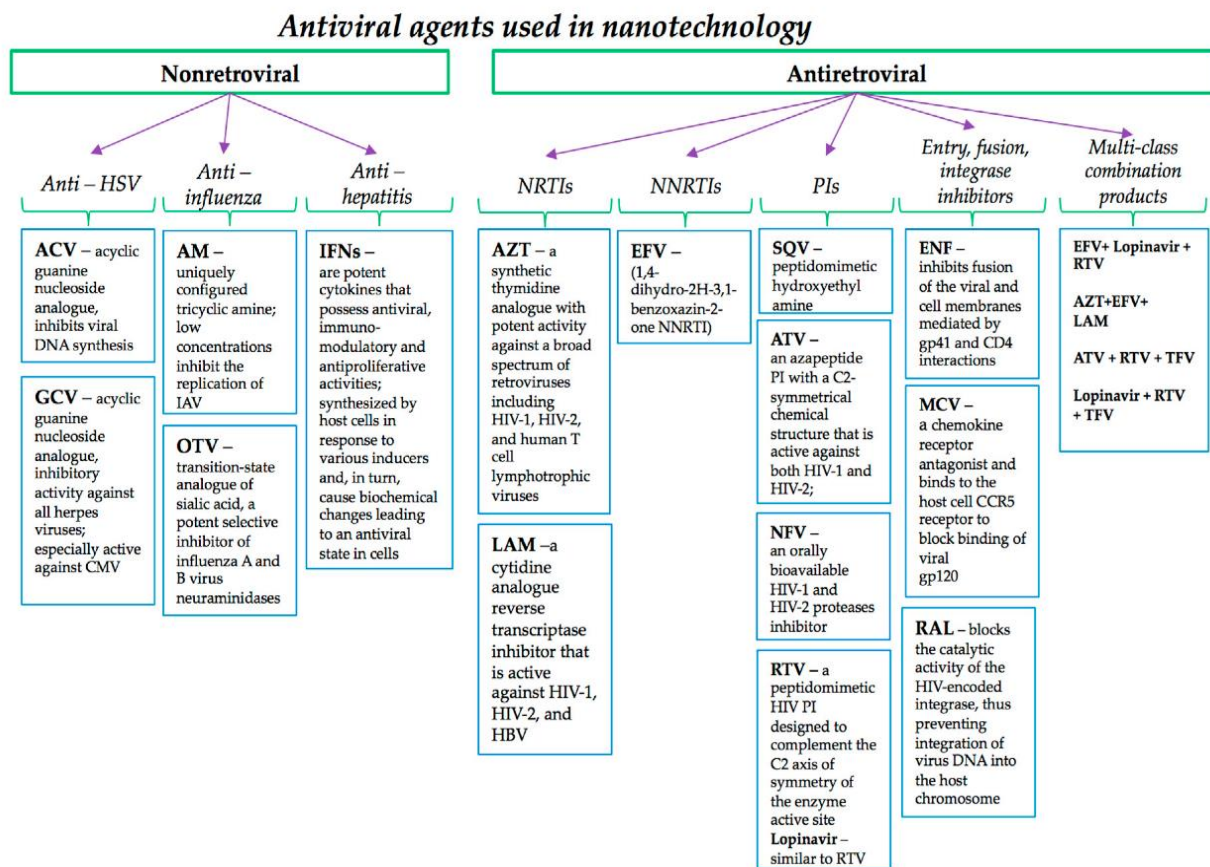 Antiviral agents used in nanotechnology
Nonretroviral
Antiretroviral
Anti – HSV
Anti –
influenza
Anti –
hepatitis
NRTIs
NNRTIs
PIs
Entry, fusion,
integrase
inhibitors
Multi-class
combination
products
ACV – acyclic
guanine
nucleoside
analogue,
inhibits viral
DNA synthesis
GCV – acyclic
guanine
nucleoside
analogue,
inhibitory
activity against
all herpes
viruses;
especially active
against CMV
AM –
uniquely
configured
tricyclic amine;
low
concentrations
inhibit the
replication of
IAV
OTV –
transition-state
analogue of
sialic acid, a
potent selective
inhibitor of
influenza A and
B virus
neuraminidases
IFNs –
are potent
cytokines that
possess antiviral,
immuno-
modulatory and
antiproliferative
activities;
synthesized by
host cells in
response to
various inducers
and, in turn,
cause biochemical
changes leading
to an antiviral
state in cells
AZT – a
synthetic
thymidine
analogue with
potent activity
against a broad
spectrum of
retroviruses
including
HIV-1, HIV-2,
and human T
cell
lymphotrophic
viruses
LAM –a
cytidine
analogue
reverse
transcriptase
inhibitor that
is active
against HIV-1,
HIV-2, and
HBV
EFV –
(1,4-
dihydro-2H-3,1-
benzoxazin-2-
one NNRTI)
SQV –
peptidomimetic
hydroxyethyl
amine
ATV –
an azapeptide
PI with a C2-
symmetrical
chemical
structure that is
active against
both HIV-1 and
HIV-2;
NFV –
an orally
bioavailable
HIV-1 and
HIV-2 proteases
inhibitor
RTV – a
peptidomimetic
HIV PI
designed to
complement the
C2 axis of
symmetry of
the enzyme
active site
Lopinavir –
similar to RTV
ENF –
inhibits fusion
of the viral and
cell membranes
mediated by
gp41 and CD4
interactions
MCV –
a chemokine
receptor
antagonist and
binds to the
host cell CCR5
receptor to
block binding of
viral
gp120
RAL – blocks
the catalytic
activity of the
HIV-encoded
integrase, thus
preventing
integration of
virus DNA into
the host
chromosome
EFV+ Lopinavir +
RTV
AZT+EFV+
LAM
ATV + RTV + TFV
Lopinavir + RTV
+ TFV